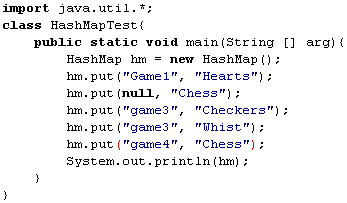 import java.util.*;
class HashMapTest{
    public static void main(String [] arg){
        HashMap hm = new HashMap();
        hm.put("Game1", "Hearts");
        hm.put(null, "Chess");
        hm.put("game3", "Checkers");
        hm.put("game3", "Whist");
        hm.put("game4", "Chess");
        System.out.println(hm);
    }
}